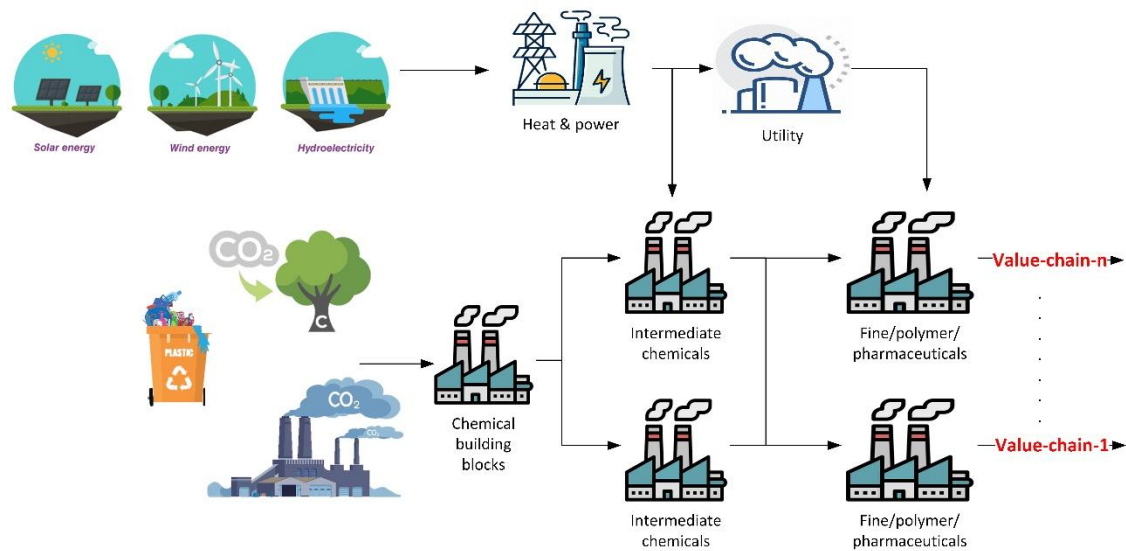 Heat & power
Utility
Solar energy
Wind energy
Hydroelectricity
CO2
C
PLASTIC
CO2
CO2
Chemical
building
blocks
Intermediate
chemicals
Fine/polymer/
pharmaceuticals
Value-chain-n
Intermediate
chemicals
Fine/polymer/
pharmaceuticals
Value-chain-1